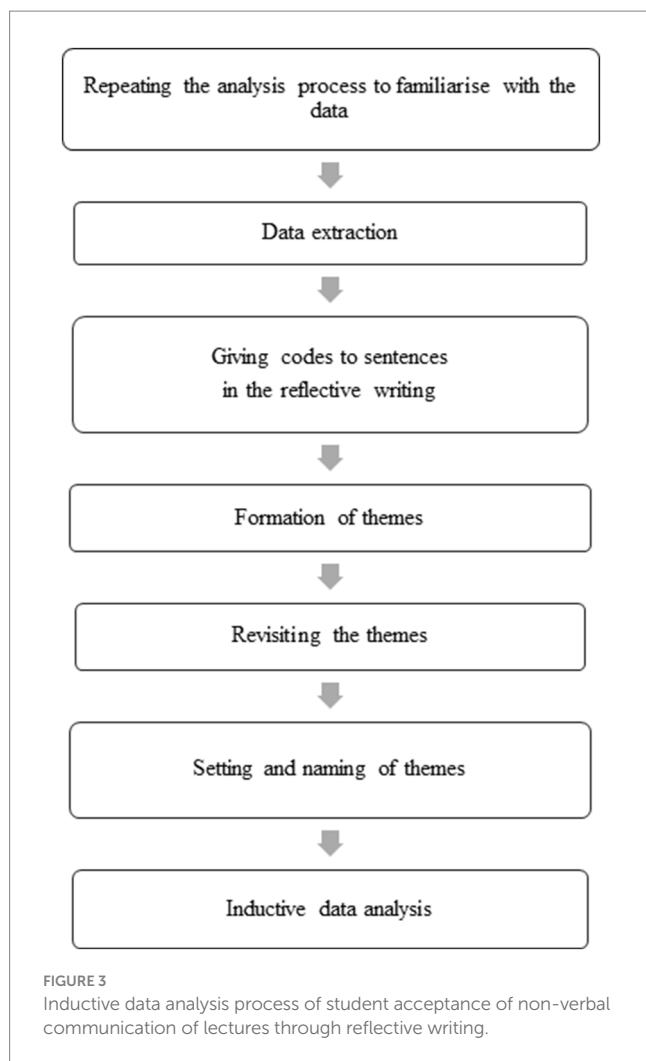 Repeating the analysis process to familiarise with the
data
Data extraction
Giving codes to sentences
in the reflective writing
Formation of themes
Revisiting the themes
Setting and naming of themes
Inductive data analysis
FIGURE 3
Inductive data analysis process of student acceptance of non-verbal
communication of lectures through reflective writing.